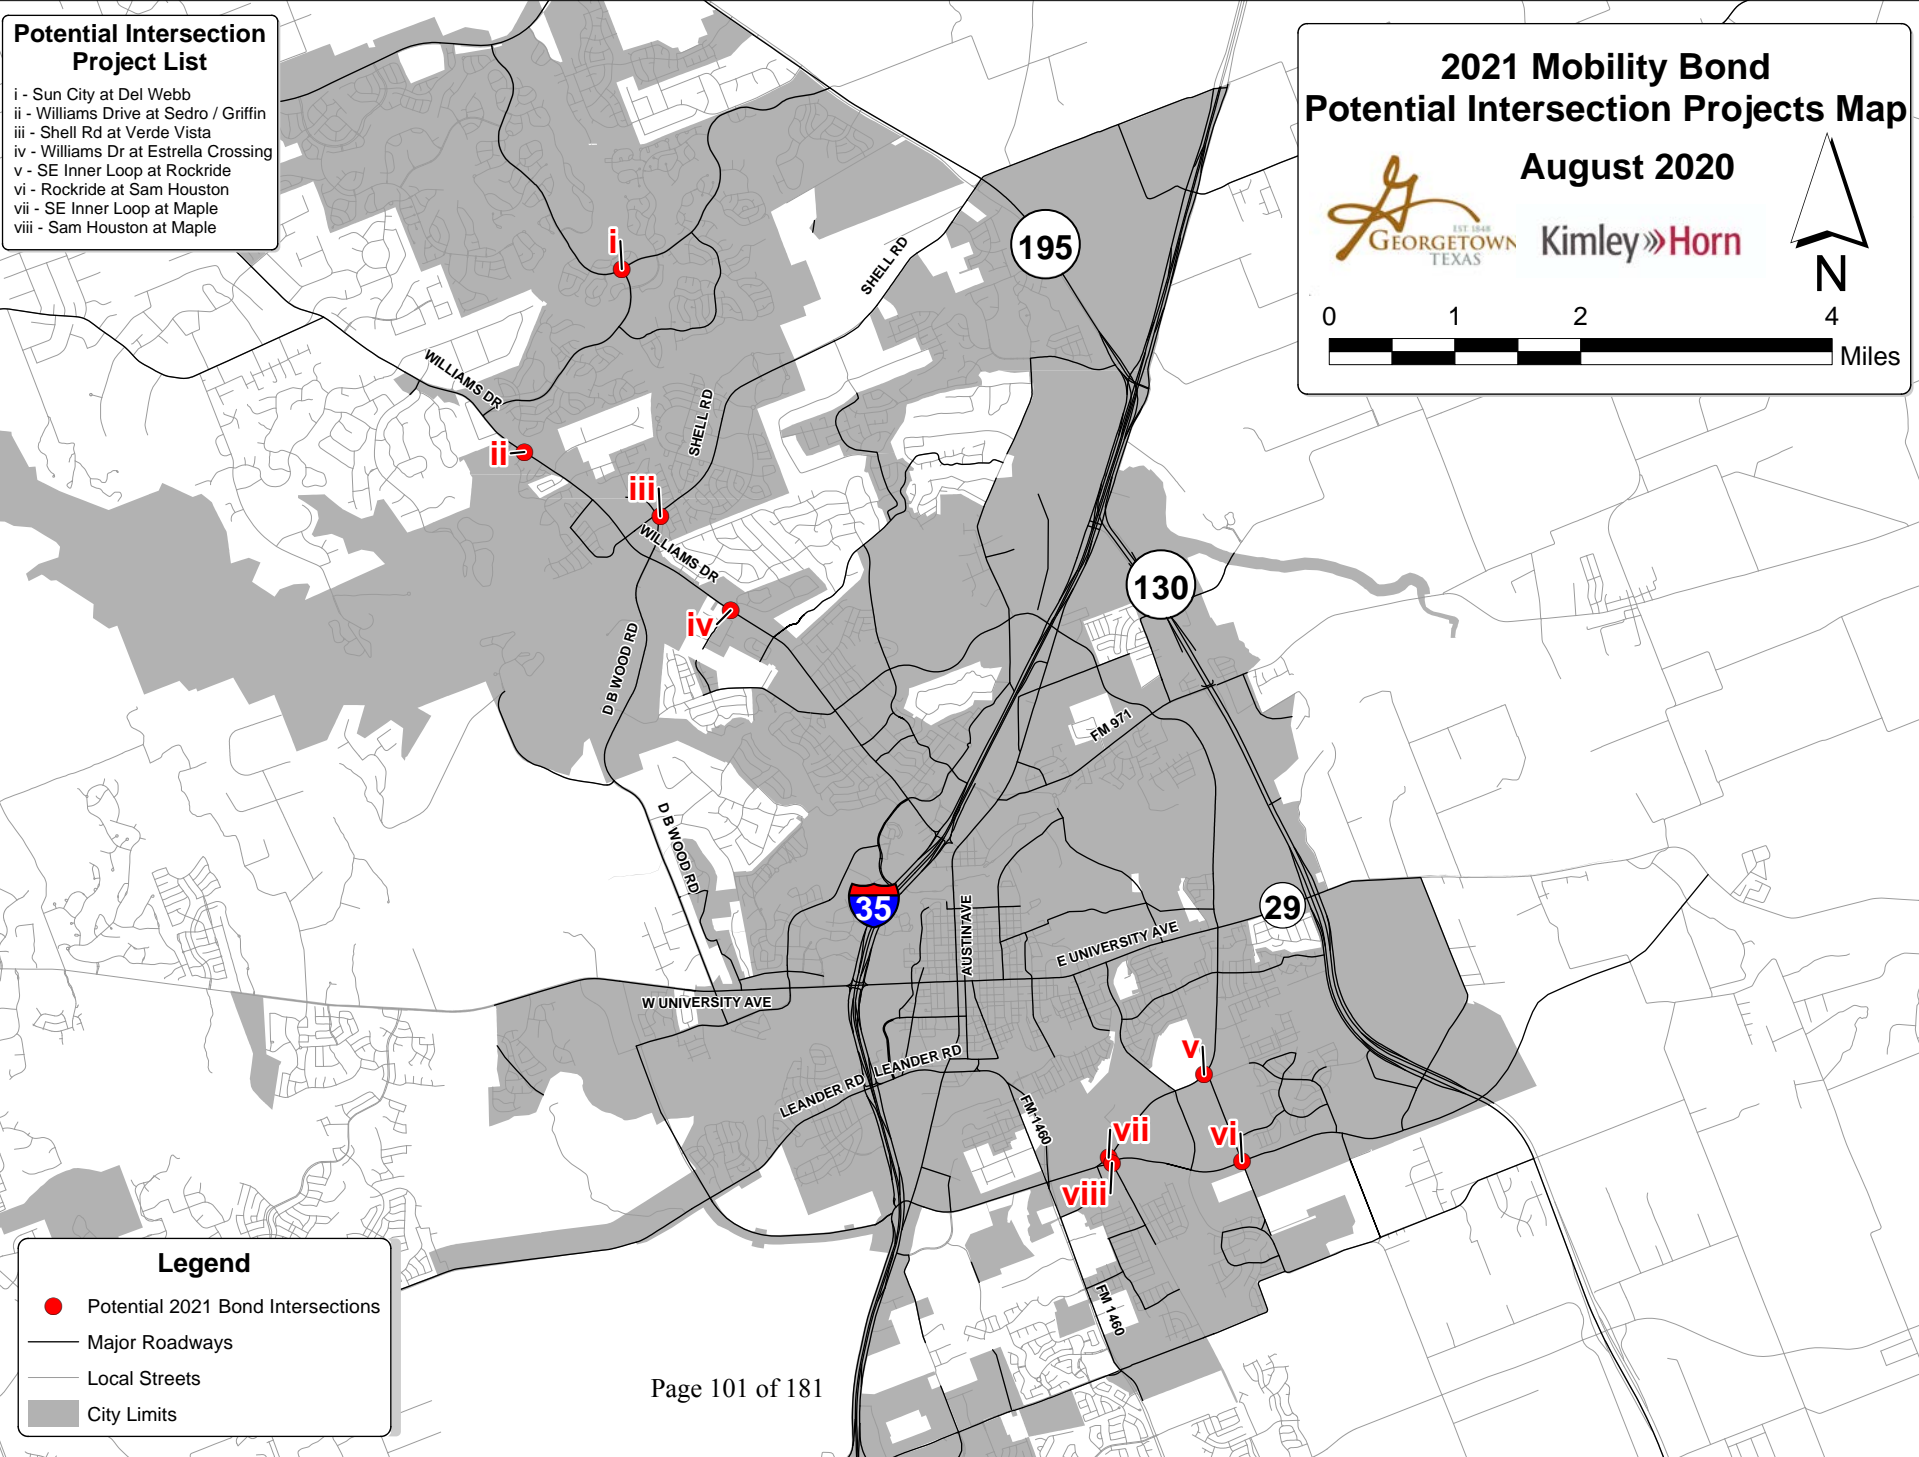 Potential Intersection
Project List
i - Sun City at Del Webb
ii - Williams Drive at Sedro / Griffin
iii - Shell Rd at Verde Vista
iv - Williams Dr at Estrella Crossing
v - SE Inner Loop at Rockride
vi - Rockride at Sam Houston
vii - SE Inner Loop at Maple
viii - Sam Houston at Maple
2021 Mobility Bond
Potential Intersection Projects Map
August 2020
G
EST. 1848
GEORGETOWN
TEXAS
Kimley»Horn
N
0 1 2 4
Miles
i
195
SHELL RD
WILLIAMS DR
SHELL RD
ii
iii
WILLIAMS DR
130
iv
D B WOOD RD
FM 971
D B WOOD RD
35
AUSTIN AVE
29
E UNIVERSITY AVE
W UNIVERSITY AVE
v
LEANDER RD
LEANDER RD
FM 1460
vii
vi
viii
FM 1460
Legend
Potential 2021 Bond Intersections
Major Roadways
Local Streets
City Limits
Page 101 of 181